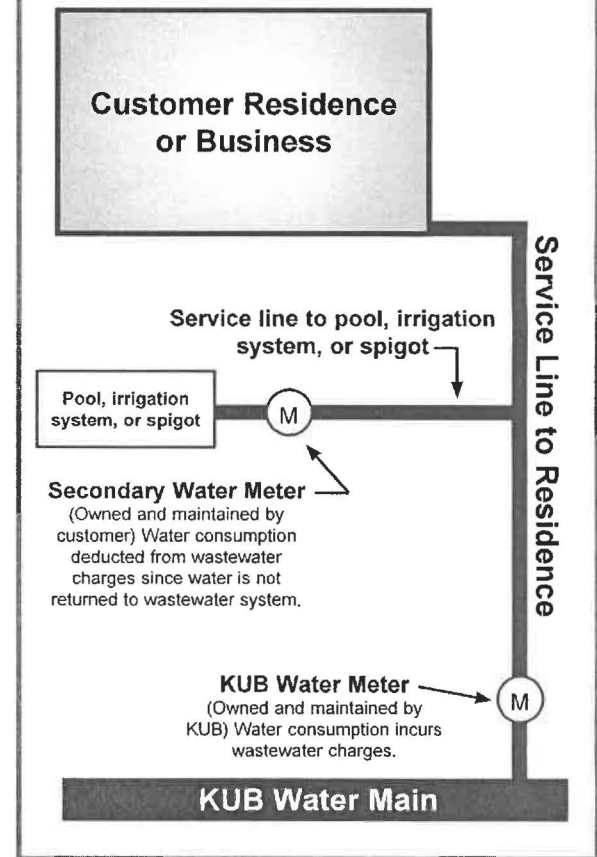 Customer Residence
or Business
Service Line to Residence
Service line to pool, irrigation
system, or spigot
Pool, irrigation
system, or spigot
M
Secondary Water Meter
(Owned and maintained by
customer) Water consumption
deducted from wastewater
charges since water is not
returned to wastewater system.
KUB Water Meter
(Owned and maintained by
KUB) Water consumption incurs
wastewater charges.
M
KUB Water Main